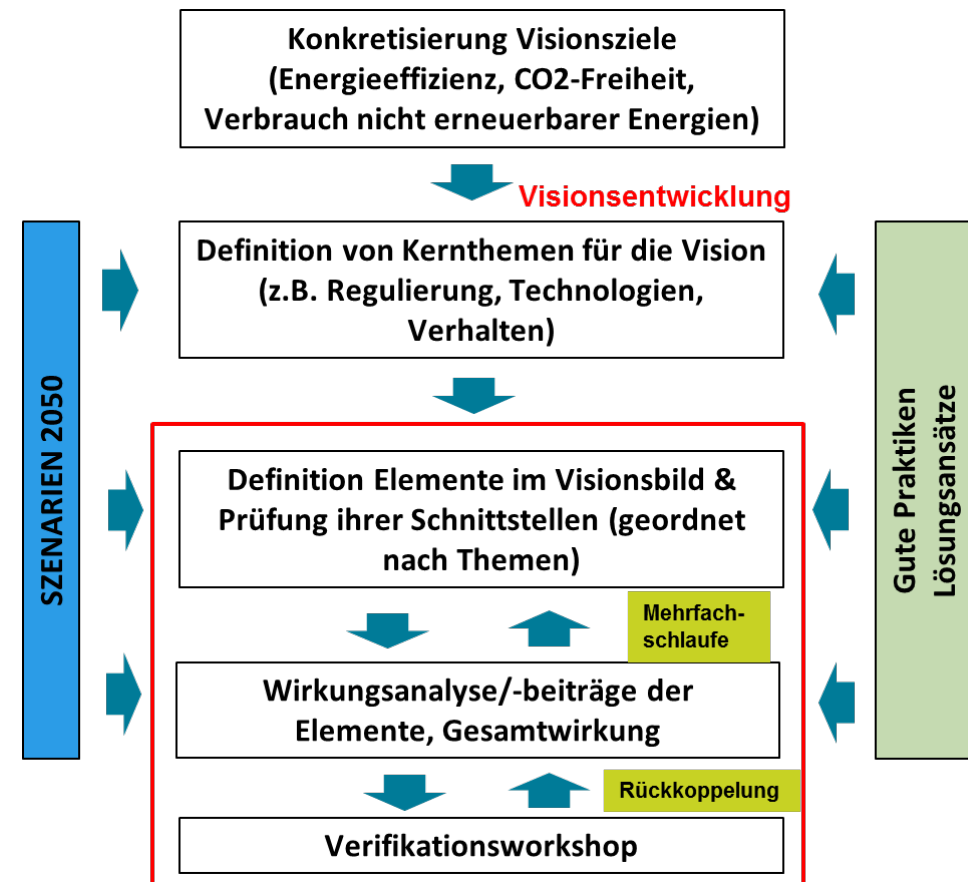 Konkretisierung Visionsziele
(Energieeffizienz, CO2-Freiheit,
Verbrauch nicht erneuerbarer Energien)
Visionsentwicklung
SZENARIEN 2050
Definition von Kernthemen für die Vision
(z.B. Regulierung, Technologien,
Verhalten)
Gute Praktiken
Lösungsansätze
Definition Elemente im Visionsbild &
Prüfung ihrer Schnittstellen (geordnet
nach Themen)
Mehrfach-
schlaufe
Wirkungsanalyse/-beiträge der
Elemente, Gesamtwirkung
Rückkoppelung
Verifikationsworkshop